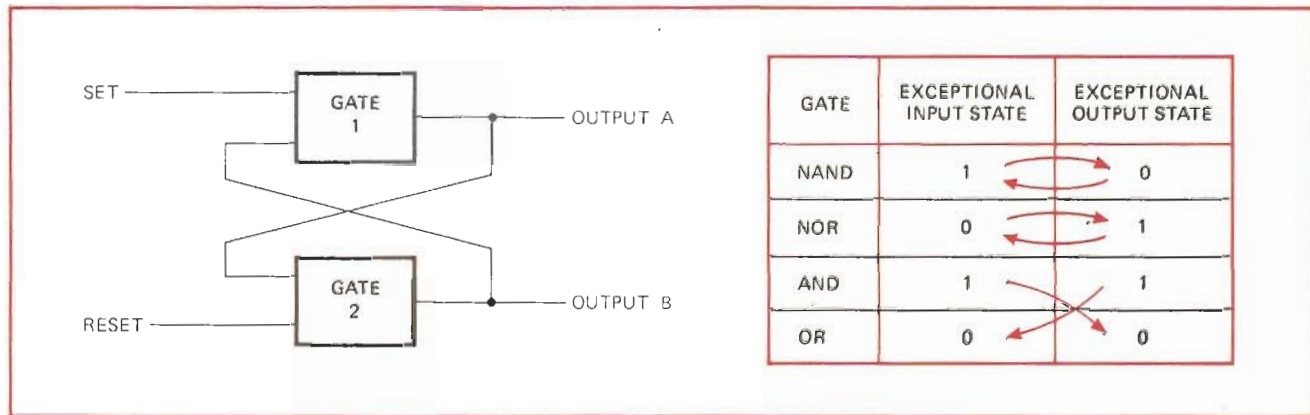 SET
GATE
1
OUTPUT A
GATE
2
OUTPUT B
RESET
GATE EXCEPTIONAL INPUT STATE EXCEPTIONAL OUTPUT STATE
NAND 1 0
NOR 0 1
AND 1 1
OR 0 0